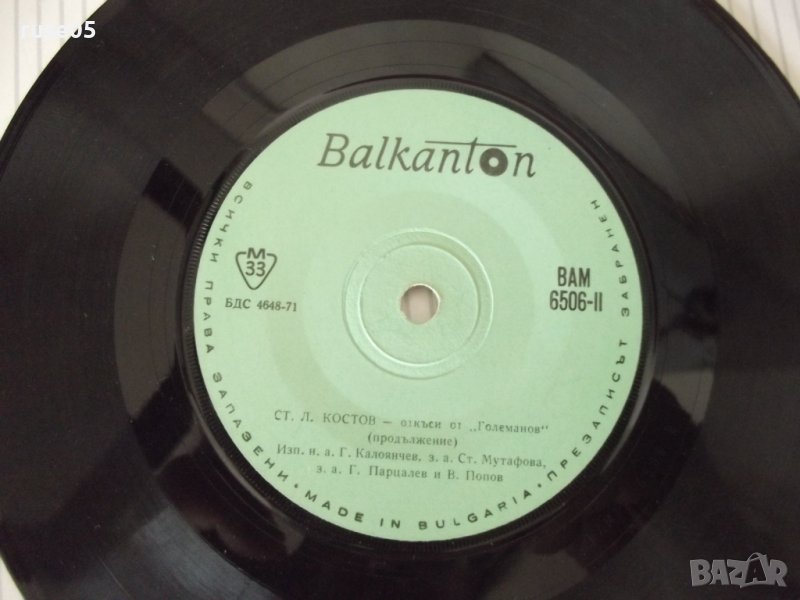 Balkanton
ВСИЧКИ ПРАВА ЗАПАЗЕНИ • MADE IN BULGARIA • ПРЕЗАПИСЪТ ЗАБРАНЕН
M
33
БДС 4648-71
ВАМ
6506-II
СТ. Л. КОСТОВ — откъси от „Големанов"
(продължение)
Изп. н. а. Г. Калоянчев, з. а. Ст. Мутафова,
з. а. Г. Парцалев и В. Попов
BAZAR